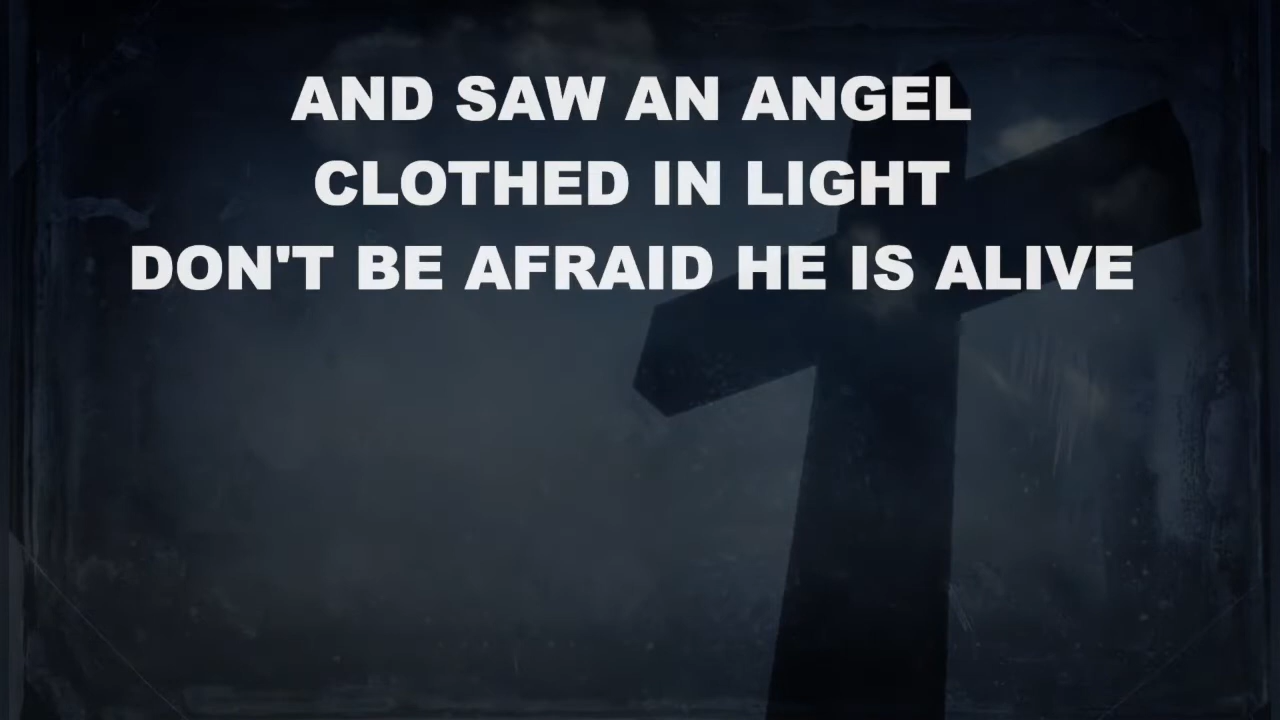 AND SAW AN ANGEL
CLOTHED IN LIGHT
DON'T BE AFRAID HE IS ALIVE